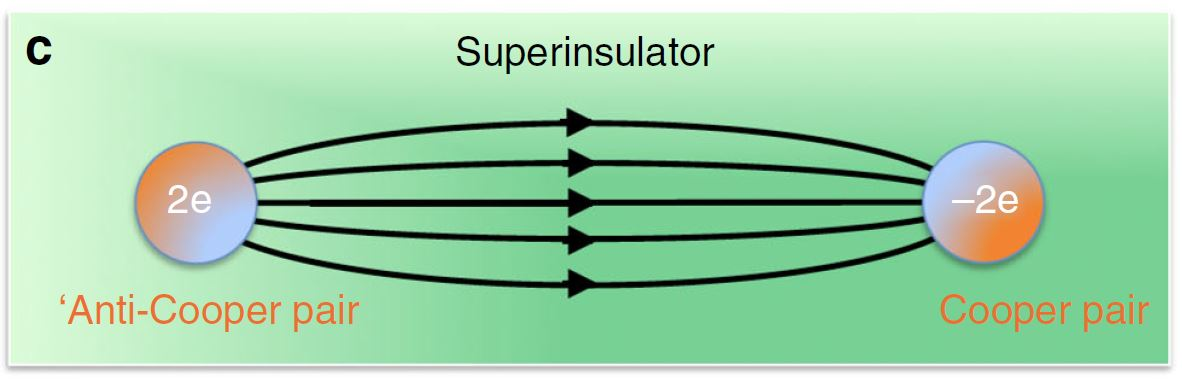 c
Superinsulator
2e
–2e
‘Anti-Cooper pair
Cooper pair